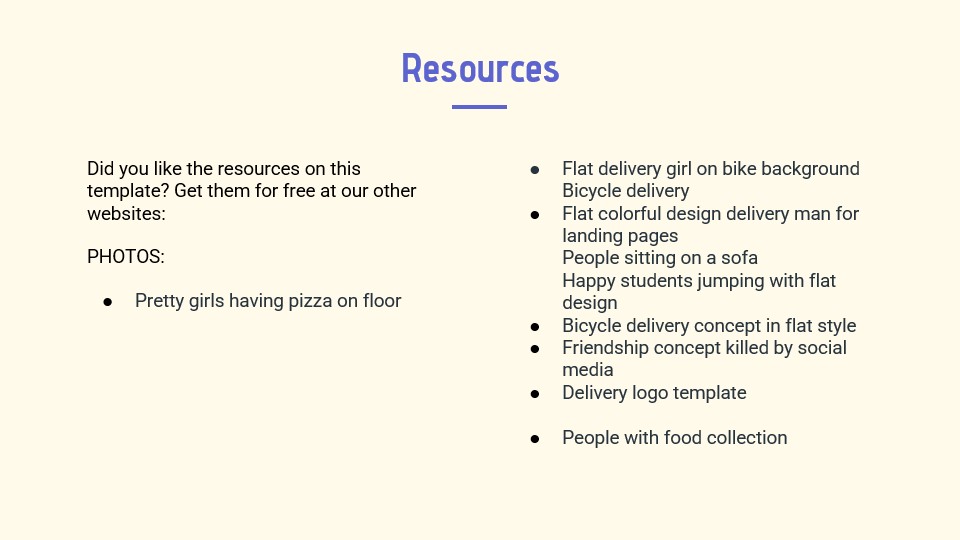 Resources
Did you like the resources on this
template? Get them for free at our other
websites:
PHOTOS:
● Pretty girls having pizza on floor
● Flat delivery girl on bike background
Bicycle delivery
● Flat colorful design delivery man for
landing pages
People sitting on a sofa
Happy students jumping with flat
design
● Bicycle delivery concept in flat style
● Friendship concept killed by social
media
● Delivery logo template
● People with food collection